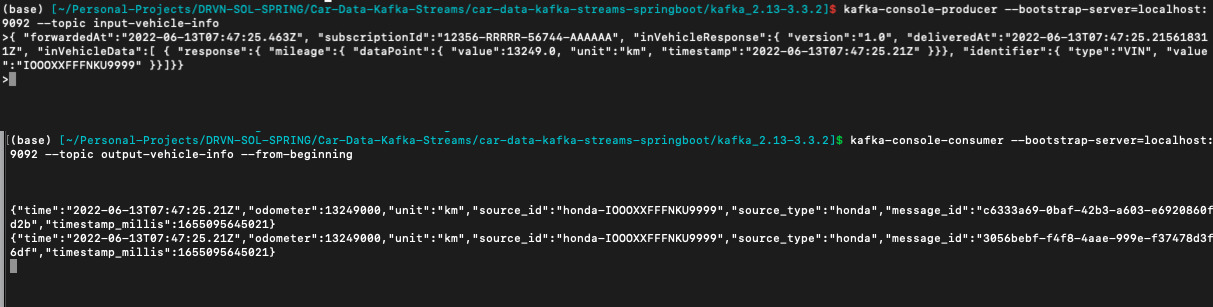 (base) [~/Personal-Projects/DRVN-SOL-SPRING/Car-Data-Kafka-Streams/car-data-kafka-streams-springboot/kafka_2.13-3.3.2]$ kafka-console-producer --bootstrap-server=localhost:
9092 --topic input-vehicle-info
>{ "forwardedAt":"2022-06-13T07:47:25.463Z", "subscriptionId":"12356-RRRRR-56744-AAAAAA", "inVehicleResponse":{ "version":"1.0", "deliveredAt":"2022-06-13T07:47:25.21561831
1Z", "inVehicleData":[ { "response":{ "mileage":{ "dataPoint":{ "value":13249.0, "unit":"km", "timestamp":"2022-06-13T07:47:25.21Z" }}}, "identifier":{ "type":"VIN", "value
":"IOOOXXFFFNKU9999" }}]}}
>
[(base) [~/Personal-Projects/DRVN-SOL-SPRING/Car-Data-Kafka-Streams/car-data-kafka-streams-springboot/kafka_2.13-3.3.2]$ kafka-console-consumer --bootstrap-server=localhost:
9092 --topic output-vehicle-info --from-beginning
{"time":"2022-06-13T07:47:25.21Z","odometer":13249000,"unit":"km","source_id":"honda-IOOOXXFFFNKU9999","source_type":"honda","message_id":"c6333a69-0baf-42b3-a603-e6920860f
d2b","timestamp_millis":1655095645021}
{"time":"2022-06-13T07:47:25.21Z","odometer":13249000,"unit":"km","source_id":"honda-IOOOXXFFFNKU9999","source_type":"honda","message_id":"3056bebf-f4f8-4aae-999e-f37478d3f
6df","timestamp_millis":1655095645021}